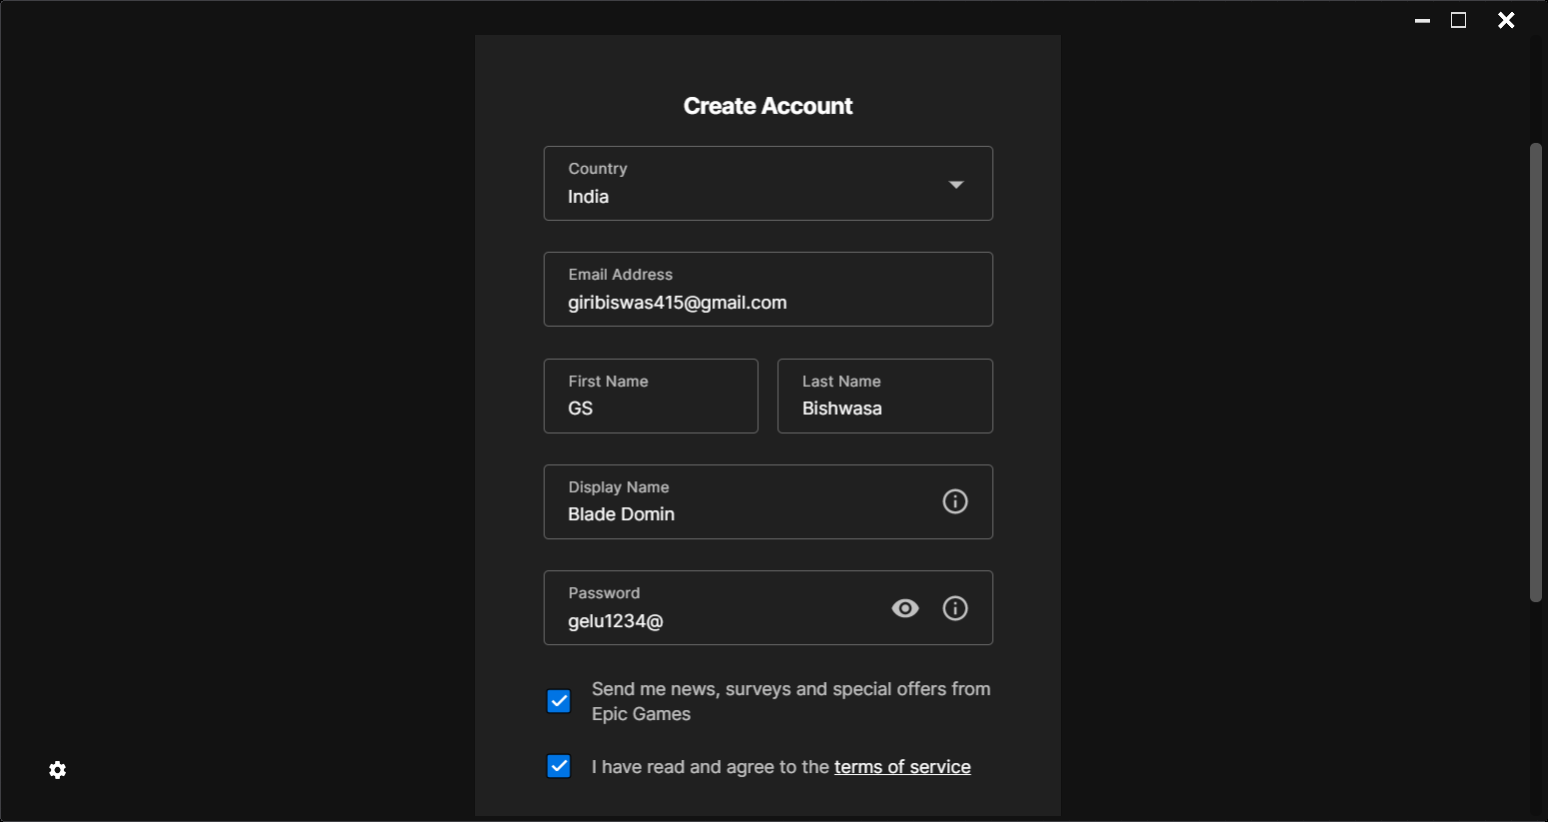 Create Account
Country
India
Email Address
giribiswas415@gmail.com
First Name
GS
Last Name
Bishwasa
Display Name
Blade Domin
Password
gelu1234@
Send me news, surveys and special offers from
Epic Games
I have read and agree to the terms of service